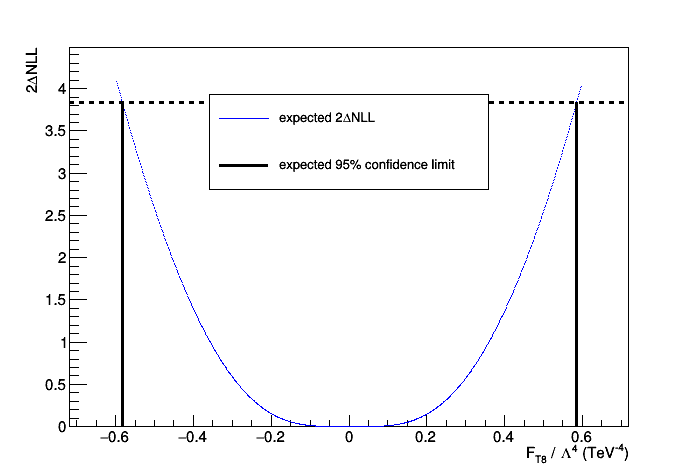 2ΔNLL
4
3.5
3
2.5
2
1.5
1
0.5
0
expected 2ΔNLL
expected 95% confidence limit
−0.6 −0.4 −0.2 0 0.2 0.4 0.6
F_T8 / Λ^4 (TeV^-4)